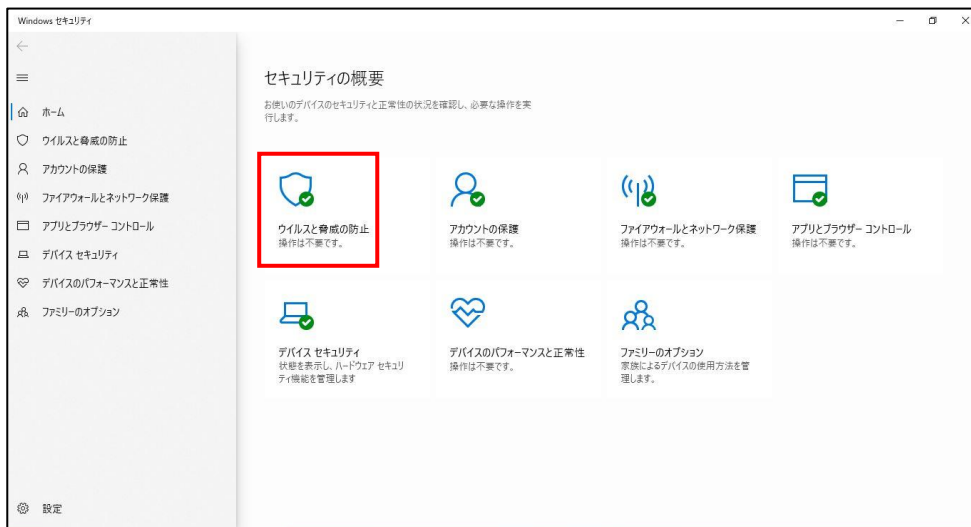 Windows セキュリティ
ホーム
ウイルスと脅威の防止
アカウントの保護
ファイアウォールとネットワーク保護
アプリとブラウザー コントロール
デバイス セキュリティ
デバイスのパフォーマンスと正常性
ファミリーのオプション
設定
セキュリティの概要
お使いのデバイスのセキュリティと正常性の状況を確認し、必要な操作を実
行します。
ウイルスと脅威の防止
操作は不要です。
アカウントの保護
操作は不要です。
ファイアウォールとネットワーク保護
操作は不要です。
アプリとブラウザー コントロール
操作は不要です。
デバイス セキュリティ
状態を表示し、ハードウェア セキュリ
ティ機能を管理します
デバイスのパフォーマンスと正常性
操作は不要です。
ファミリーのオプション
家族によるデバイスの使用方法を管
理します。